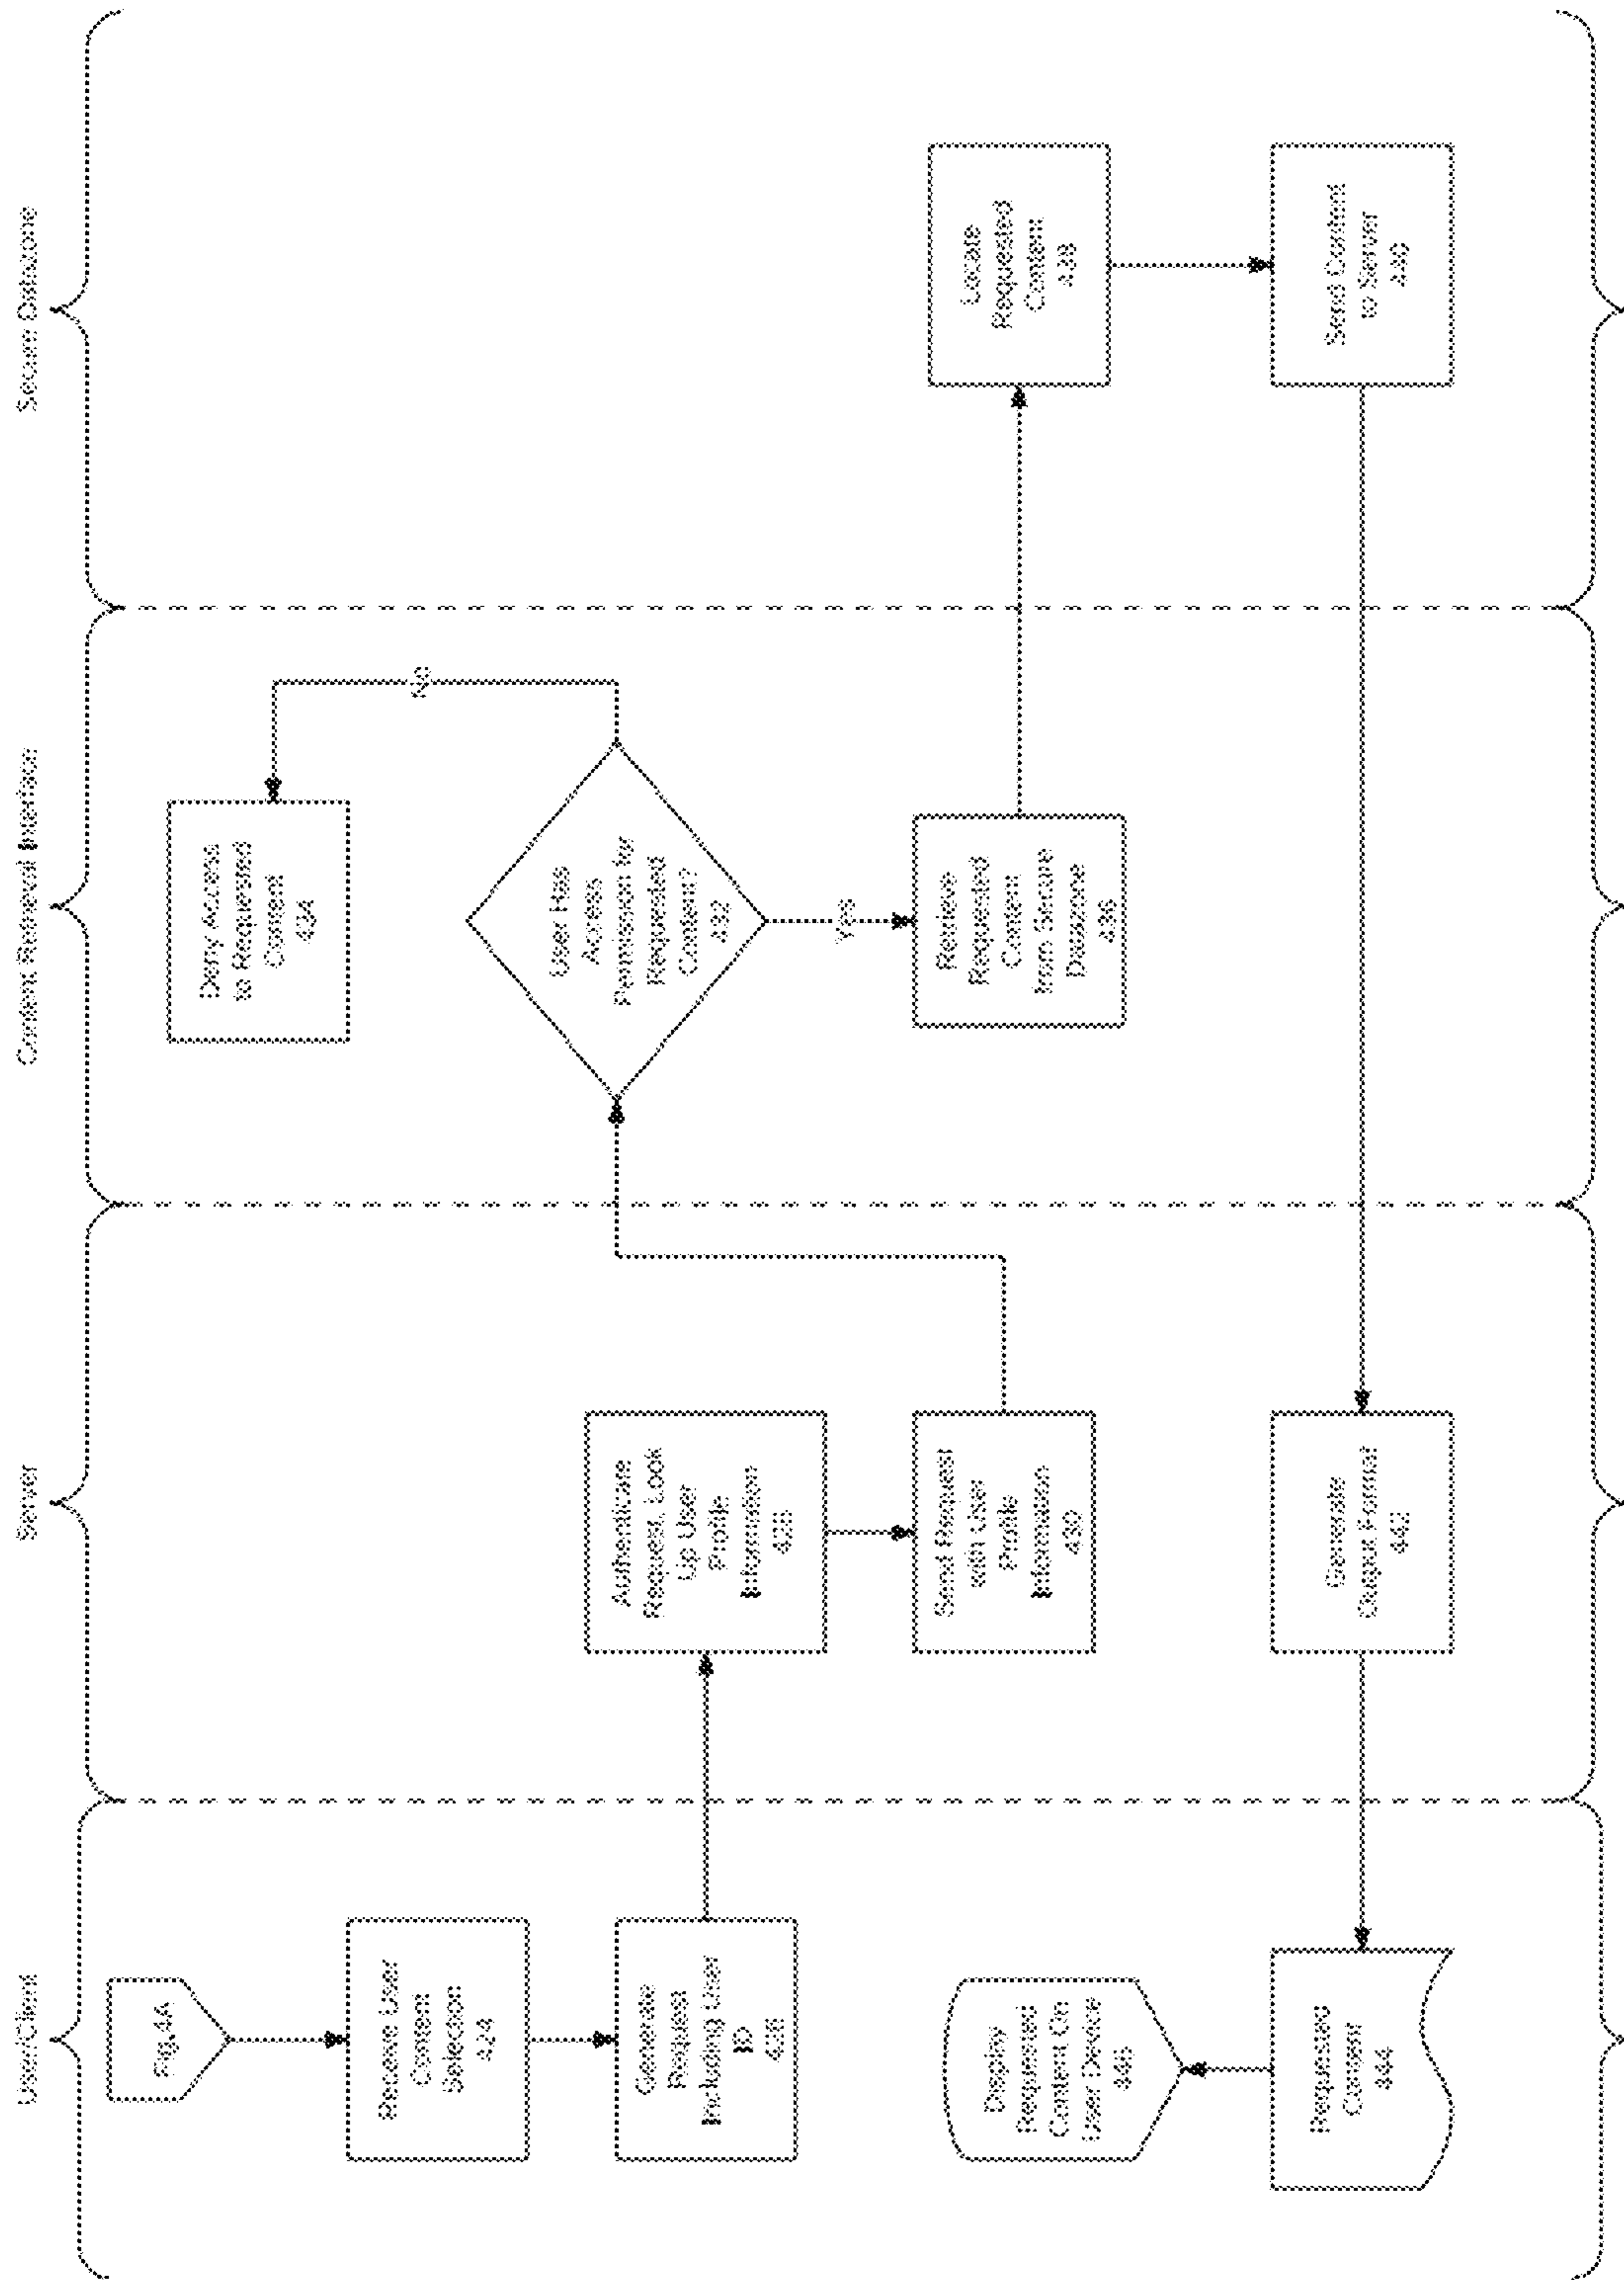 User/Client
Server
Content Retrieval Interface
Secure Datazone
Fig.4A
Receive User
Content
Selection
424
Generate
Request
Including User
ID
Authenticate
Request, Look
Up User
Profile
Information
Send Request
with User
Profile
Information
430
User Has
Access
Permission for
Requested
Content?
432
No
Deny Access
to Requested
Content
434
yes
Retrieve
Requested
Content
from Secure
Datazone
436
Locate
Requested
Content
438
Send Content
to Server
440
Generate
Output Format
442
Requested
Content
444
Display
Requested
Content On
User Device
446